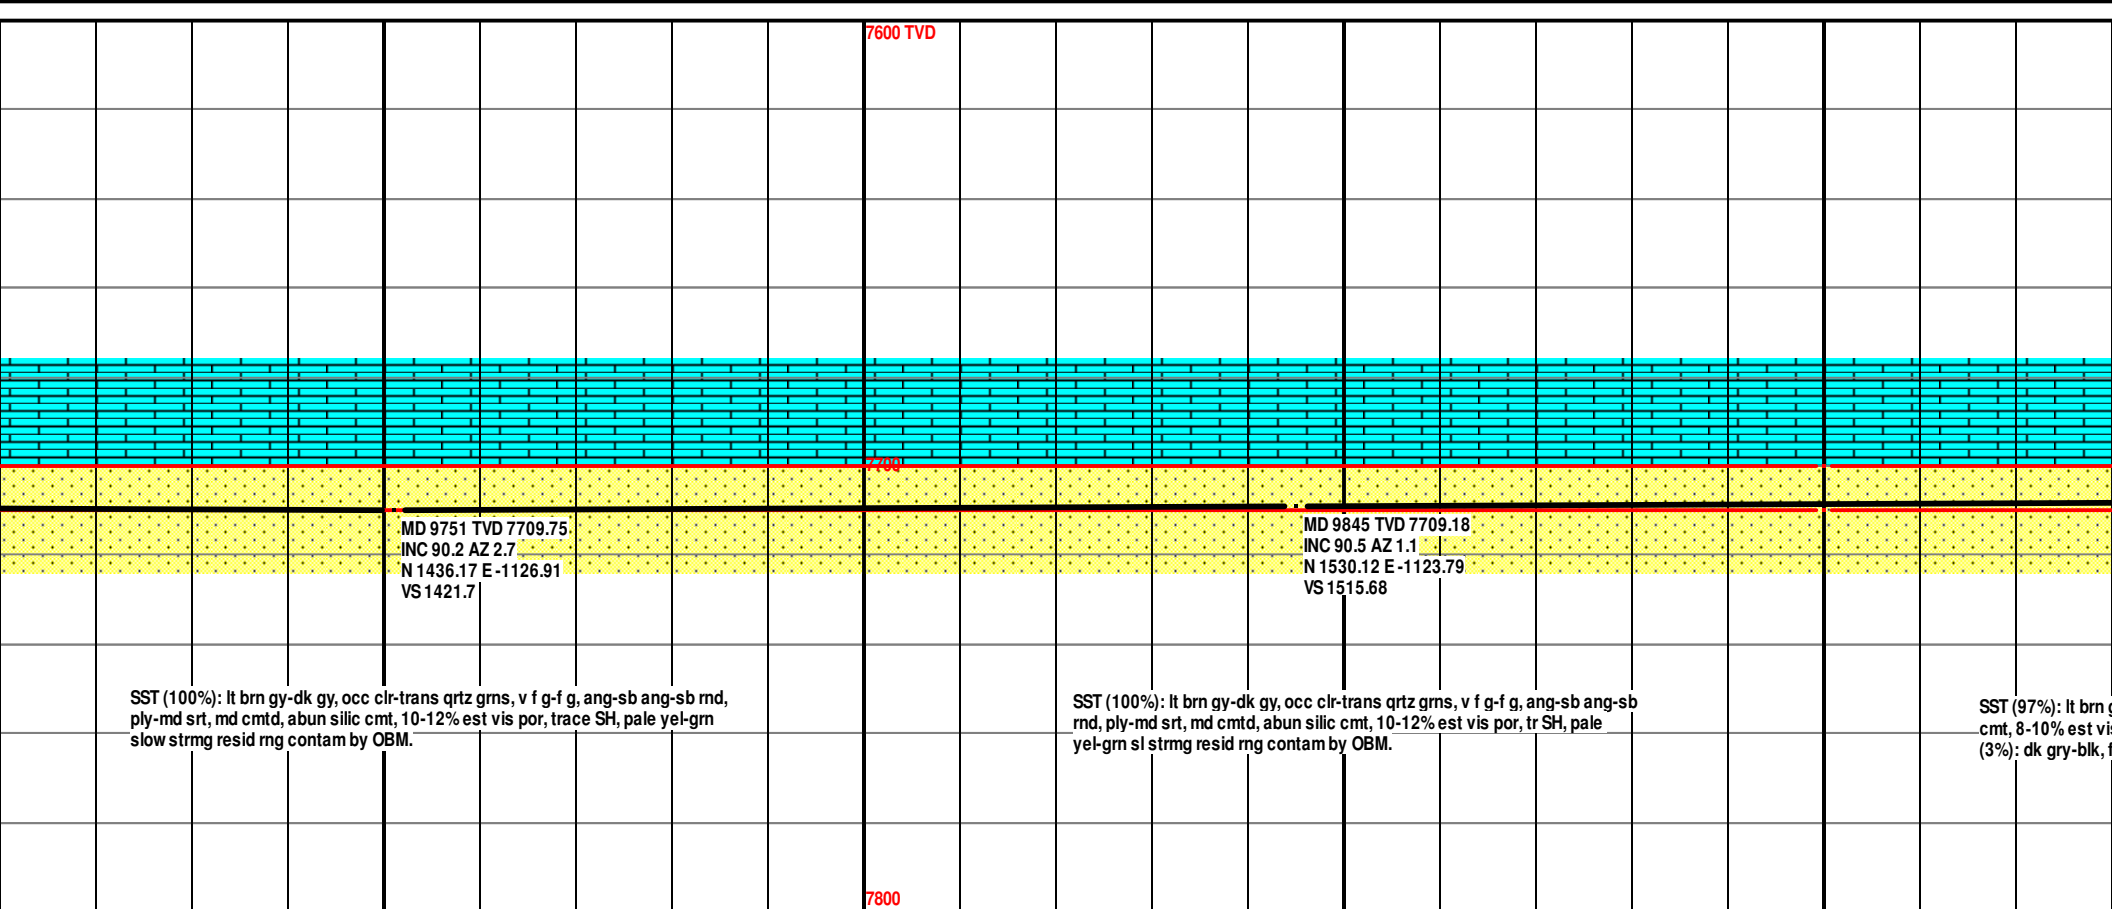 7600 TVD
7700
MD 9751 TVD 7709.75
INC 90.2 AZ 2.7
N 1436.17 E -1126.91
VS 1421.7
MD 9845 TVD 7709.18
INC 90.5 AZ 1.1
N 1530.12 E -1123.79
VS 1515.68
SST (100%): lt brn gy-dk gy, occ clr-trans qrtz grns, v f g-f g, ang-sb ang-sb rnd,
ply-md srt, md cmtd, abun silic cmt, 10-12% est vis por, trace SH, pale yel-grn
slow strmg resid rng contam by OBM.
SST (100%): lt brn gy-dk gy, occ clr-trans qrtz grns, v f g-f g, ang-sb ang-sb
rnd, ply-md srt, md cmtd, abun silic cmt, 10-12% est vis por, tr SH, pale
yel-grn sl strmg resid rng contam by OBM.
SST (97%): lt brn
cmt, 8-10% est
(3%): dk gry-blk,
7800